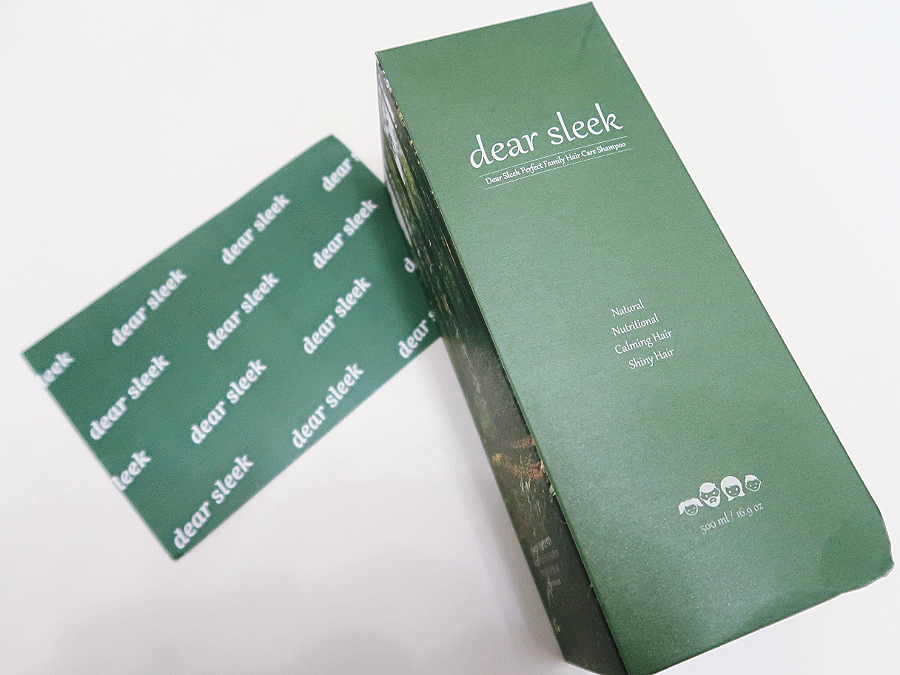 dear sleek
Dear Sleek Perfect Family Hair Care Shampoo
Natural
Nutritional
Calming Hair
Shiny Hair
500 ml / 16.9 oz
dear sleek
dear sleek
dear sleek
dear sleek
dear sleek
dear sleek
dear sleek
dear sleek
dear sleek
dear sleek
dear sleek